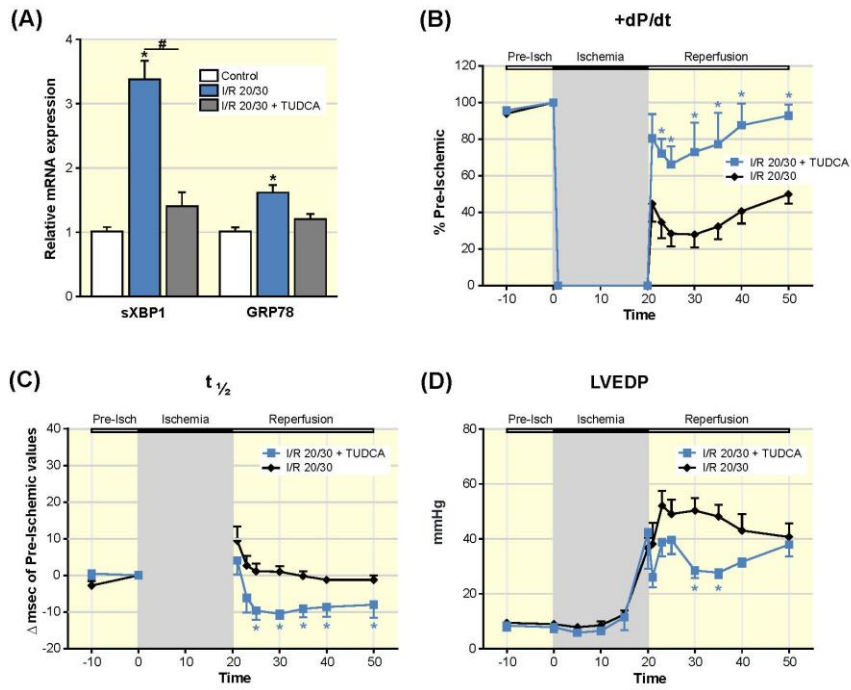 (A)
Relative mRNA expression
4
3
2
1
0
*
#
*
Control
I/R 20/30
I/R 20/30 + TUDCA
sXBP1
GRP78
(B)
+dP/dt
Pre-Isch
Ischemia
Reperfusion
% Pre-Ischemic
120
100
80
60
40
20
0
* * * * * *
I/R 20/30 + TUDCA
I/R 20/30
-10 0 10 20 30 40 50
Time
(C)
t ½
Pre-Isch
Ischemia
Reperfusion
Δ msec of Pre-Ischemic values
40
30
20
10
0
-10
-20
I/R 20/30 + TUDCA
I/R 20/30
* * * * *
-10 0 10 20 30 40 50
Time
(D)
LVEDP
Pre-Isch
Ischemia
Reperfusion
mmHg
80
60
40
20
0
I/R 20/30 + TUDCA
I/R 20/30
* *
-10 0 10 20 30 40 50
Time